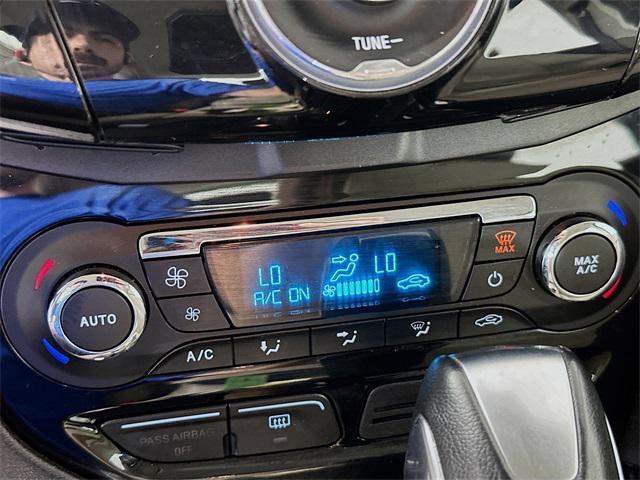 TUNE–
MAX
LO LO
A/C ON
AUTO
MAX
A/C
A/C
PASS AIRBAG
OFF